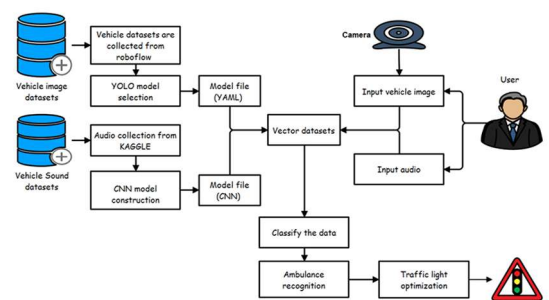 Vehicle datasets are
collected from
roboflow
Vehicle image
datasets
YOLO model
selection
Model file
(YAML)
Audio collection from
KAGGLE
Vehicle Sound
datasets
CNN model
construction
Model file
(CNN)
Vector datasets
Camera
Input vehicle image
User
Input audio
Classify the data
Ambulance
recognition
Traffic light
optimization